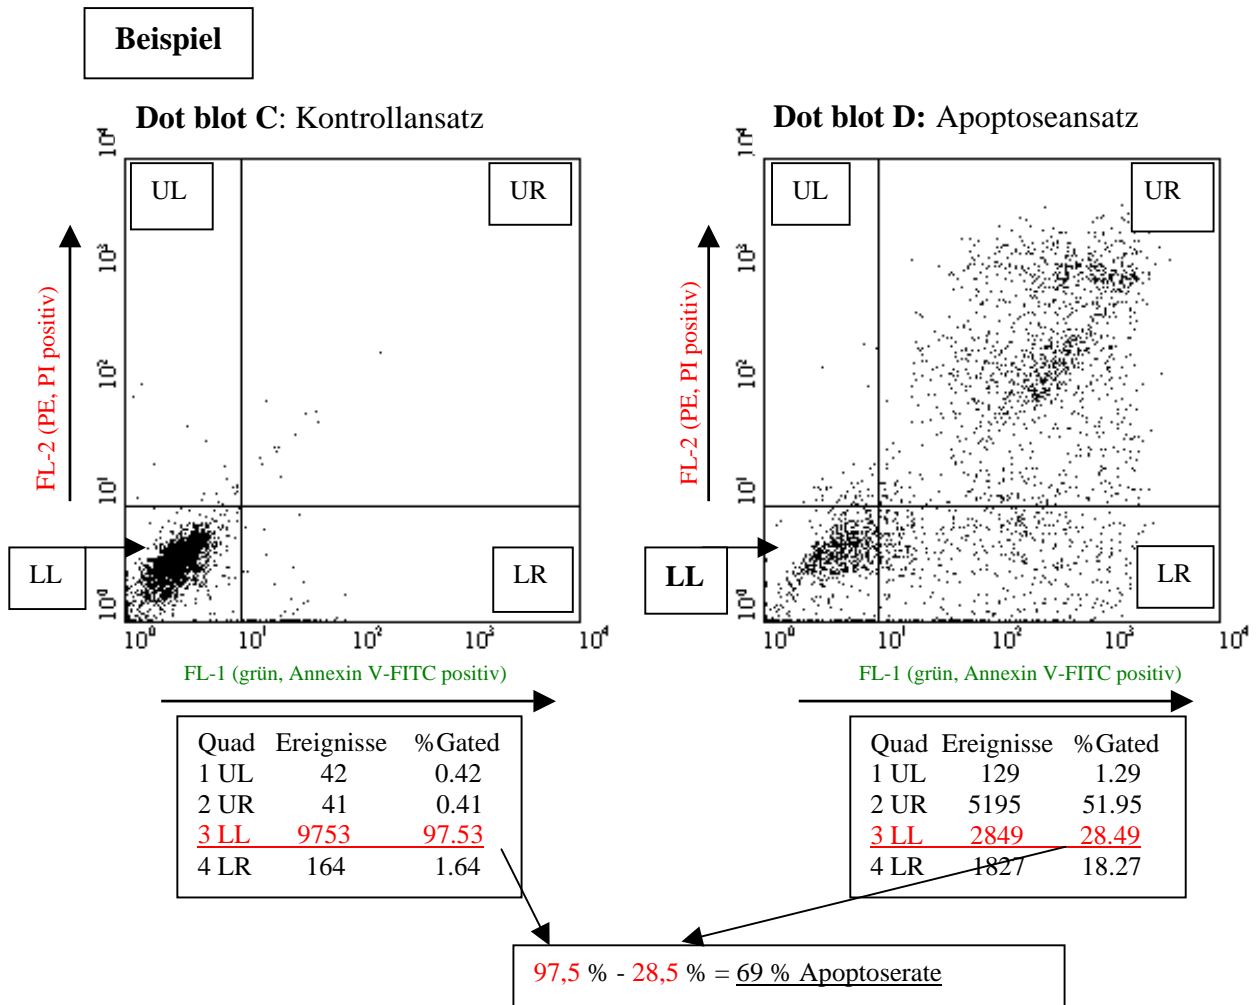 Beispiel
Dot blot C: Kontrollansatz
10⁴
UL
UR
10³
FL-2 (PE, PI positiv)
10²
10¹
LL
LR
10⁰
10⁰ 10¹ 10² 10³ 10⁴
FL-1 (grün, Annexin V-FITC positiv)
Quad Ereignisse %Gated
1 UL 42 0.42
2 UR 41 0.41
3 LL 9753 97.53
4 LR 164 1.64
Dot blot D: Apoptoseansatz
10⁴
UL
UR
10³
FL-2 (PE, PI positiv)
10²
10¹
LL
LR
10⁰
10⁰ 10¹ 10² 10³ 10⁴
FL-1 (grün, Annexin V-FITC positiv)
Quad Ereignisse %Gated
1 UL 129 1.29
2 UR 5195 51.95
3 LL 2849 28.49
4 LR 1827 18.27
97,5 % - 28,5 % = 69 % Apoptoserate